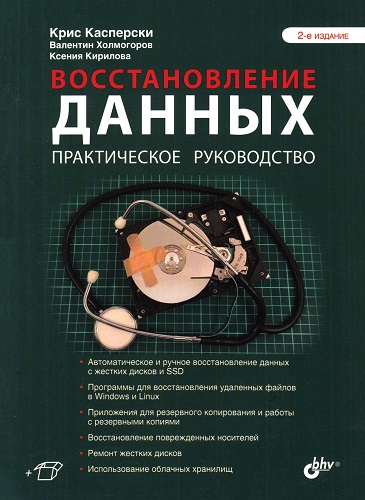 Крис Касперски
Валентин Холмогоров
Ксения Кирилова
2-е ИЗДАНИЕ
ВОССТАНОВЛЕНИЕ
ДАННЫХ
ПРАКТИЧЕСКОЕ РУКОВОДСТВО
Автоматическое и ручное восстановление данных
с жестких дисков и SSD
Программы для восстановления удаленных файлов
в Windows и Linux
Приложения для резервного копирования и работы
с резервными копиями
Восстановление поврежденных носителей
Ремонт жестких дисков
Использование облачных хранилищ
+
bhv